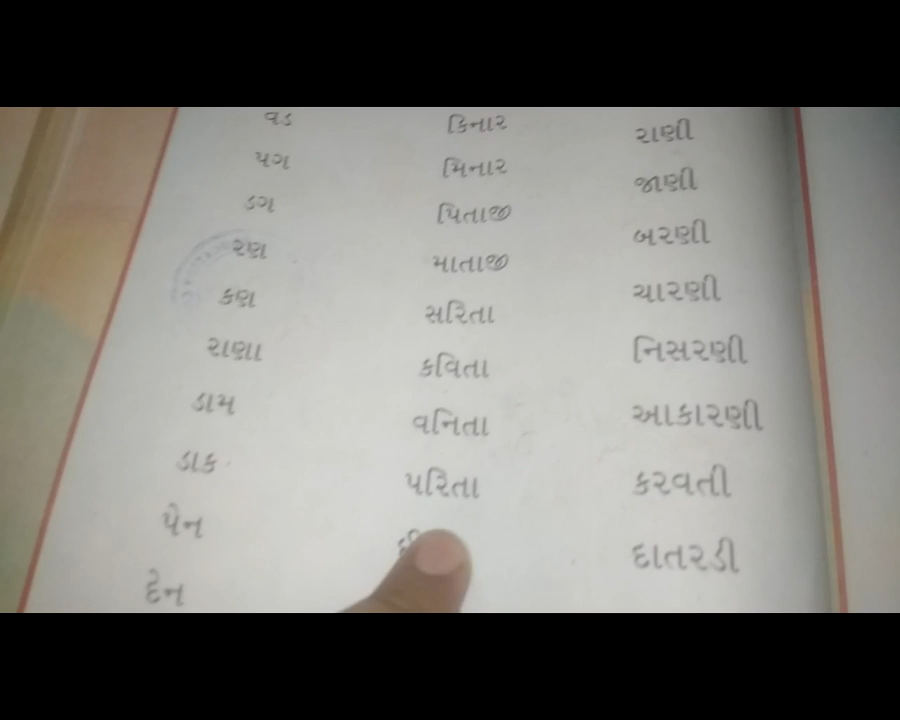 વડ કિનાર રાણી
પગ મિનાર જાણી
ડગ પિતાજી બરણી
રણ માતાજી ચારણી
કણ સરિતા નિસરણી
રાણા કવિતા આકારણી
ડામ વનિતા કરવતી
ડાક પરિતા દાતરડી
પેન
દેન